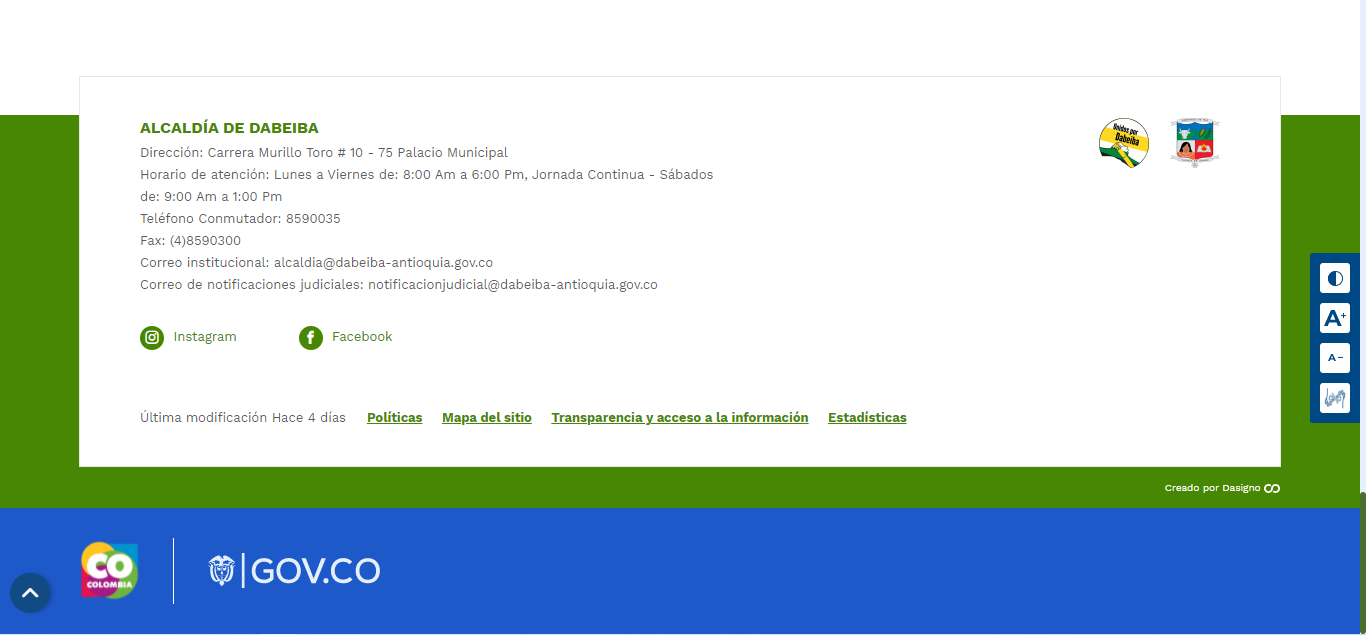 ALCALDÍA DE DABEIBA
Dirección: Carrera Murillo Toro # 10 - 75 Palacio Municipal
Horario de atención: Lunes a Viernes de: 8:00 Am a 6:00 Pm, Jornada Continua - Sábados
de: 9:00 Am a 1:00 Pm
Teléfono Conmutador: 8590035
Fax: (4)8590300
Correo institucional: alcaldia@dabeiba-antioquia.gov.co
Correo de notificaciones judiciales: notificacionjudicial@dabeiba-antioquia.gov.co
Unidos por
Dabeiba
Instagram
Facebook
A+
A-
Última modificación Hace 4 días Políticas Mapa del sitio Transparencia y acceso a la información Estadísticas
Creado por Dasigno
CO
COLOMBIA
GOV.CO